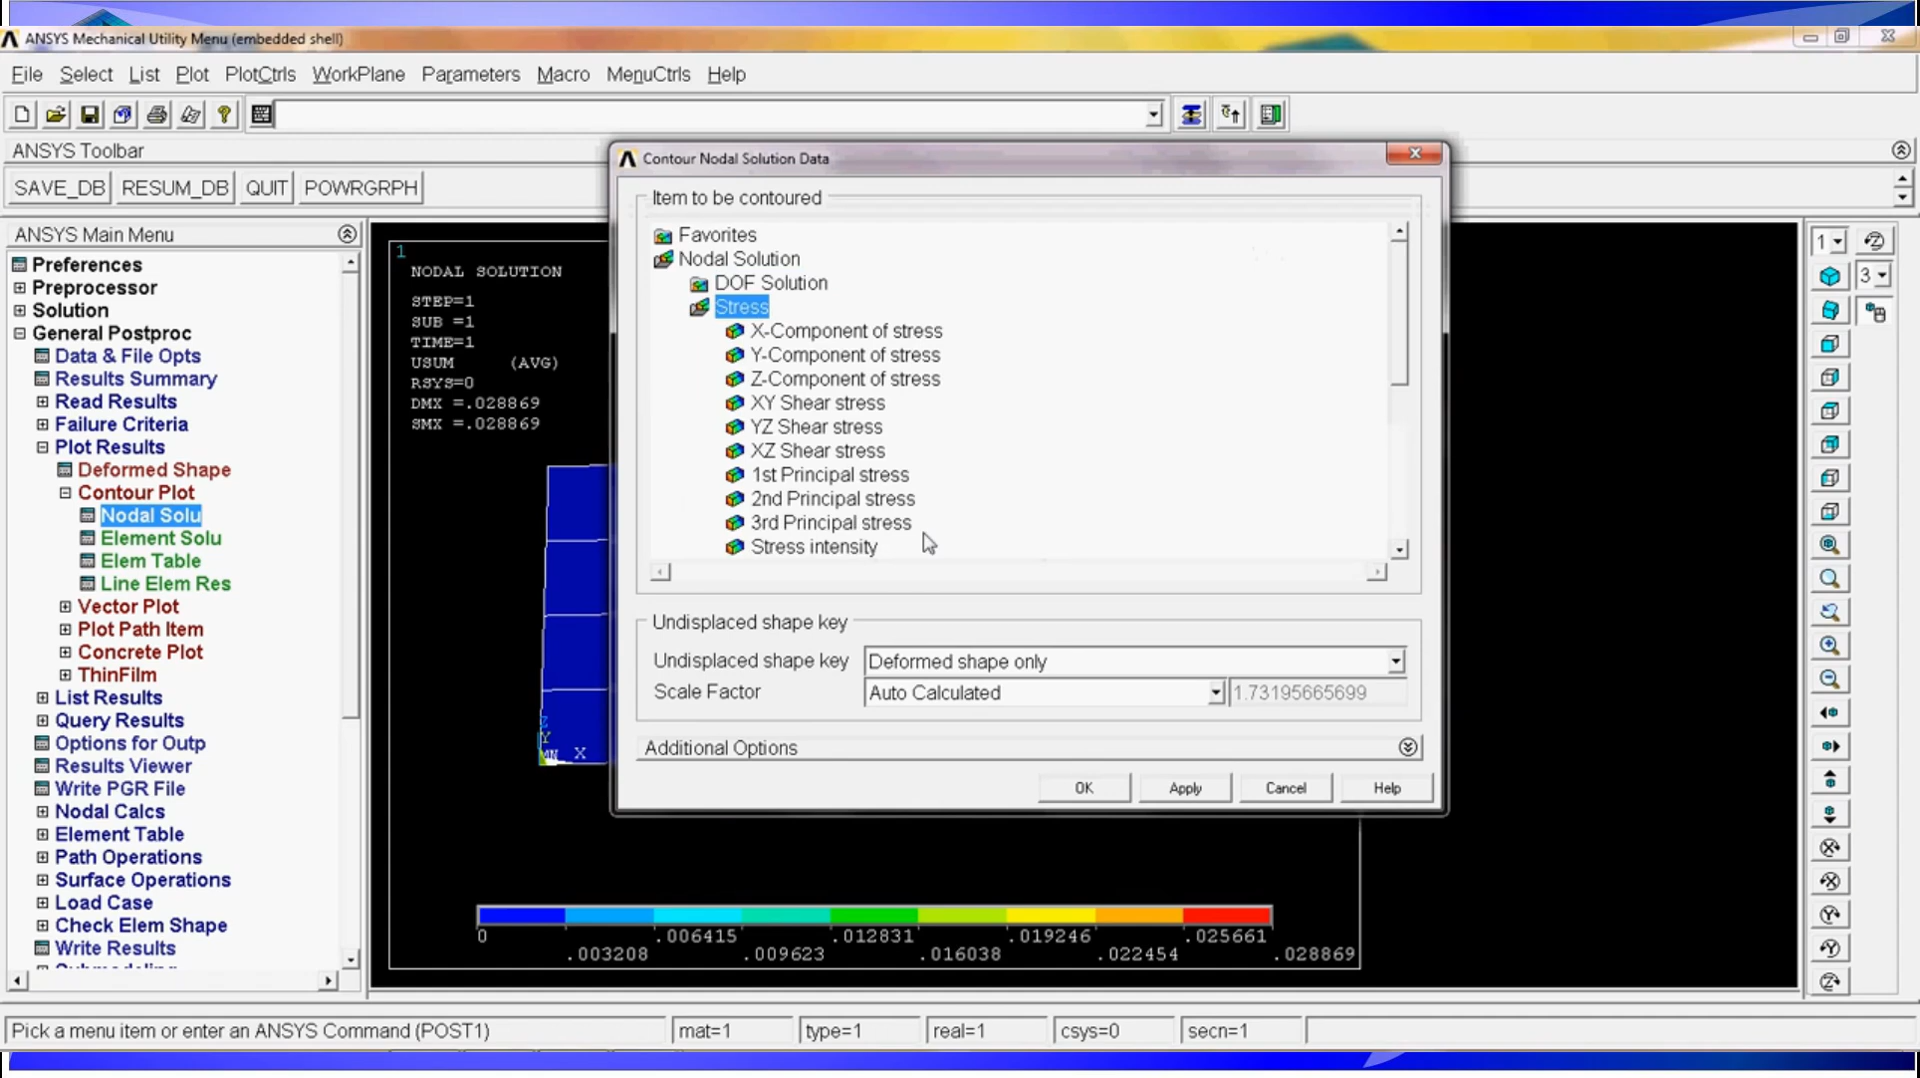 ANSYS Mechanical Utility Menu (embedded shell)
File Select List Plot PlotCtrls WorkPlane Parameters Macro MenuCtrls Help
ANSYS Toolbar
SAVE_DB RESUM_DB QUIT POWRGRPH
ANSYS Main Menu
Preferences
Preprocessor
Solution
General Postproc
Data & File Opts
Results Summary
Read Results
Failure Criteria
Plot Results
Deformed Shape
Contour Plot
Nodal Solu
Element Solu
Elem Table
Line Elem Res
Vector Plot
Plot Path Item
Concrete Plot
ThinFilm
List Results
Query Results
Options for Outp
Results Viewer
Write PGR File
Nodal Calcs
Element Table
Path Operations
Surface Operations
Load Case
Check Elem Shape
Write Results
1
NODAL SOLUTION
STEP=1
SUB =1
TIME=1
USUM (AVG)
RSYS=0
DMX =.028869
SMX =.028869
Z
Y
MN X
Contour Nodal Solution Data
Item to be contoured
Favorites
Nodal Solution
DOF Solution
Stress
X-Component of stress
Y-Component of stress
Z-Component of stress
XY Shear stress
YZ Shear stress
XZ Shear stress
1st Principal stress
2nd Principal stress
3rd Principal stress
Stress intensity
Undisplaced shape key
Undisplaced shape key Deformed shape only
Scale Factor Auto Calculated 1.73195665699
Additional Options
OK Apply Cancel Help
0 .006415 .012831 .019246 .025661
.003208 .009623 .016038 .022454 .028869
1
3
Pick a menu item or enter an ANSYS Command (POST1) mat=1 type=1 real=1 csys=0 secn=1